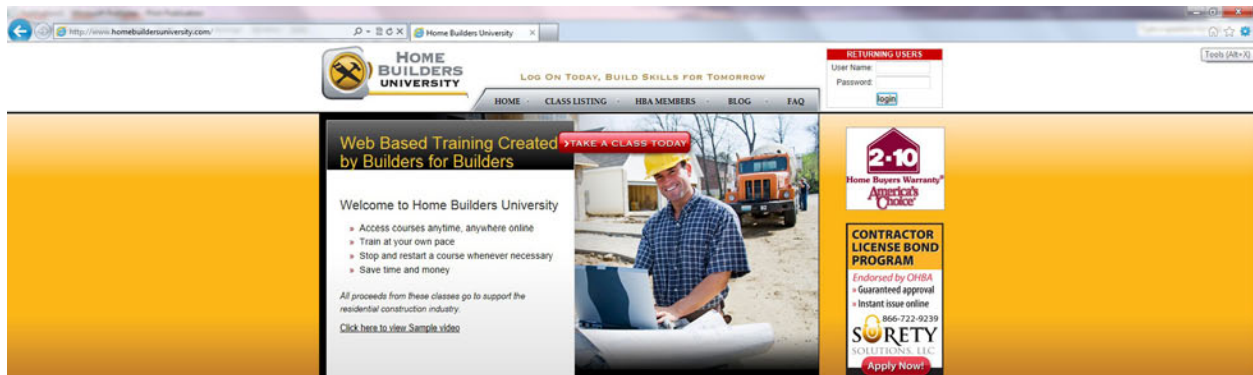 http://www.homebuildersuniversity.com/
Home Builders University
Tools (Alt+X)
HOME
BUILDERS
UNIVERSITY
LOG ON TODAY, BUILD SKILLS FOR TOMORROW
RETURNING USERS
User Name:
Password:
login
HOME
CLASS LISTING
HBA MEMBERS
BLOG
FAQ
Web Based Training Created
by Builders for Builders
TAKE A CLASS TODAY
Welcome to Home Builders University
» Access courses anytime, anywhere online
» Train at your own pace
» Stop and restart a course whenever necessary
» Save time and money
All proceeds from these classes go to support the
residential construction industry.
Click here to view Sample video
2-10
Home Buyers Warranty®
America's
Choice
CONTRACTOR
LICENSE BOND
PROGRAM
Endorsed by OHBA
» Guaranteed approval
» Instant issue online
866-722-9239
SURETY
SOLUTIONS, LLC
Apply Now!